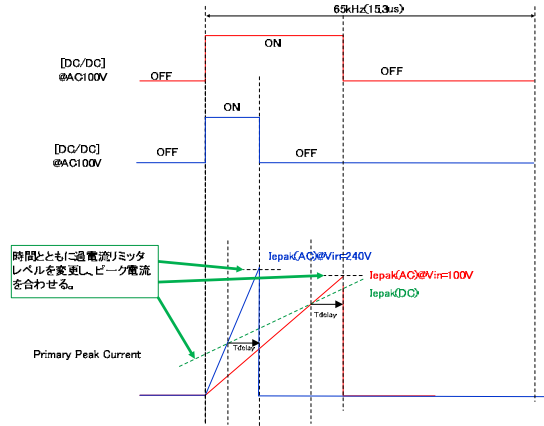 65kHz(15.3us)
ON
[DC/DC]
@AC100V
OFF
OFF
ON
[DC/DC]
@AC100V
OFF
OFF
時間とともに過電流リミッタ
レベルを変更し、ピーク電流
を合わせる。
Iepak(AC)@Vin=240V
Iepak(AC)@Vin=100V
Iepak(DC)
Tdelay
Tdelay
Primary Peak Current